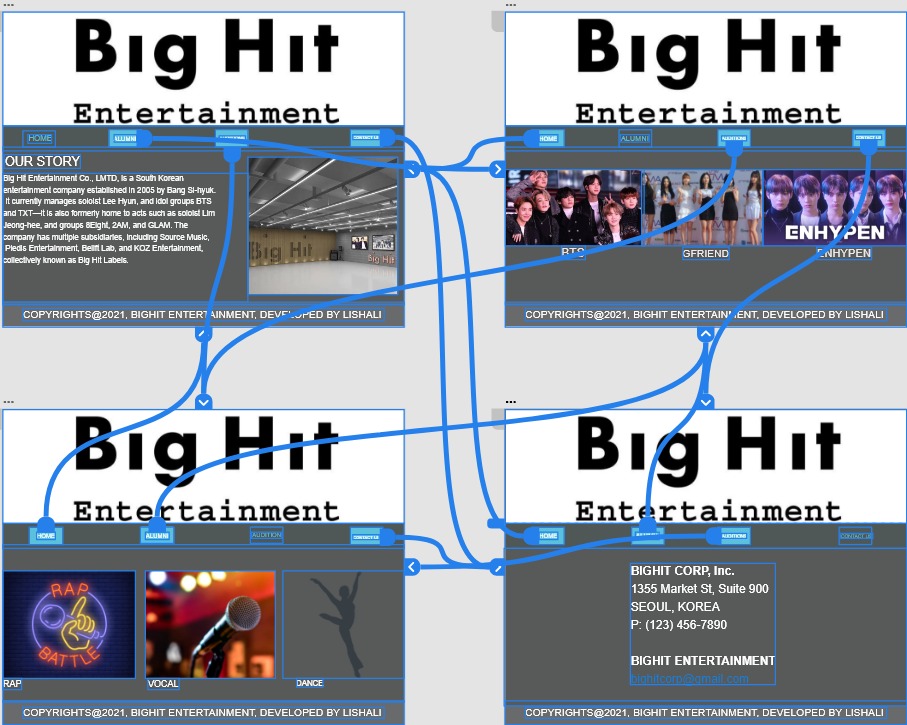 Big Hit
Entertainment
HOME
ALUMNI
CONTACT US
OUR STORY
Big Hit Entertainment Co., LMTD, is a South Korean
entertainment company established in 2005 by Bang Si-hyuk.
It currently manages soloist Lee Hyun, and idol groups BTS
and TXT—It is also formerly home to acts such as soloist Lim
Jeong-hee, and groups 8Eight, 2AM, and GLAM. The
company has multiple subsidiaries, including Source Music,
Pledis Entertainment, Belift Lab, and KOZ Entertainment,
collectively known as Big Hit Labels.
Big Hit
Big Hit
COPYRIGHTS@2021, BIGHIT ENTERTAINMENT, DEVELOPED BY LISHALI
Big Hit
Entertainment
HOME
ALUMNI
AUDITIONS
CONTACT US
ENHYPEN
BTS
GFRIEND
ENHYPEN
COPYRIGHTS@2021, BIGHIT ENTERTAINMENT, DEVELOPED BY LISHALI
Big Hit
Entertainment
HOME
ALUMNI
AUDITION
CONTACT US
RAP
BATTLE
RAP
VOCAL
DANCE
COPYRIGHTS@2021, BIGHIT ENTERTAINMENT, DEVELOPED BY LISHALI
Big Hit
Entertainment
HOME
AUDITIONS
CONTACT US
BIGHIT CORP, Inc.
1355 Market St, Suite 900
SEOUL, KOREA
P: (123) 456-7890
BIGHIT ENTERTAINMENT
bighitcorp@gmail.com
COPYRIGHTS@2021, BIGHIT ENTERTAINMENT, DEVELOPED BY LISHALI